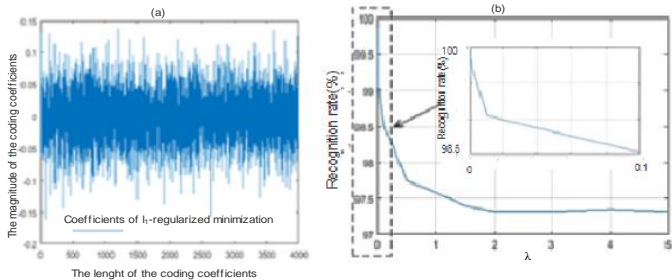 (a)
The magnitude of the coding coefficients
0.15
0.1
0.05
0
-0.05
-0.1
-0.15
-0.2
Coefficients of l₁-regularized minimization
0 500 1000 1500 2000 2500 3000 3500 4000
The lenght of the coding coefficients
(b)
Recognition rate(%)
100
99.5
99
98.5
98
97.5
97
0 1 2 3 4 5
λ
Recognition rate(%)
100
98.5
0 0.1